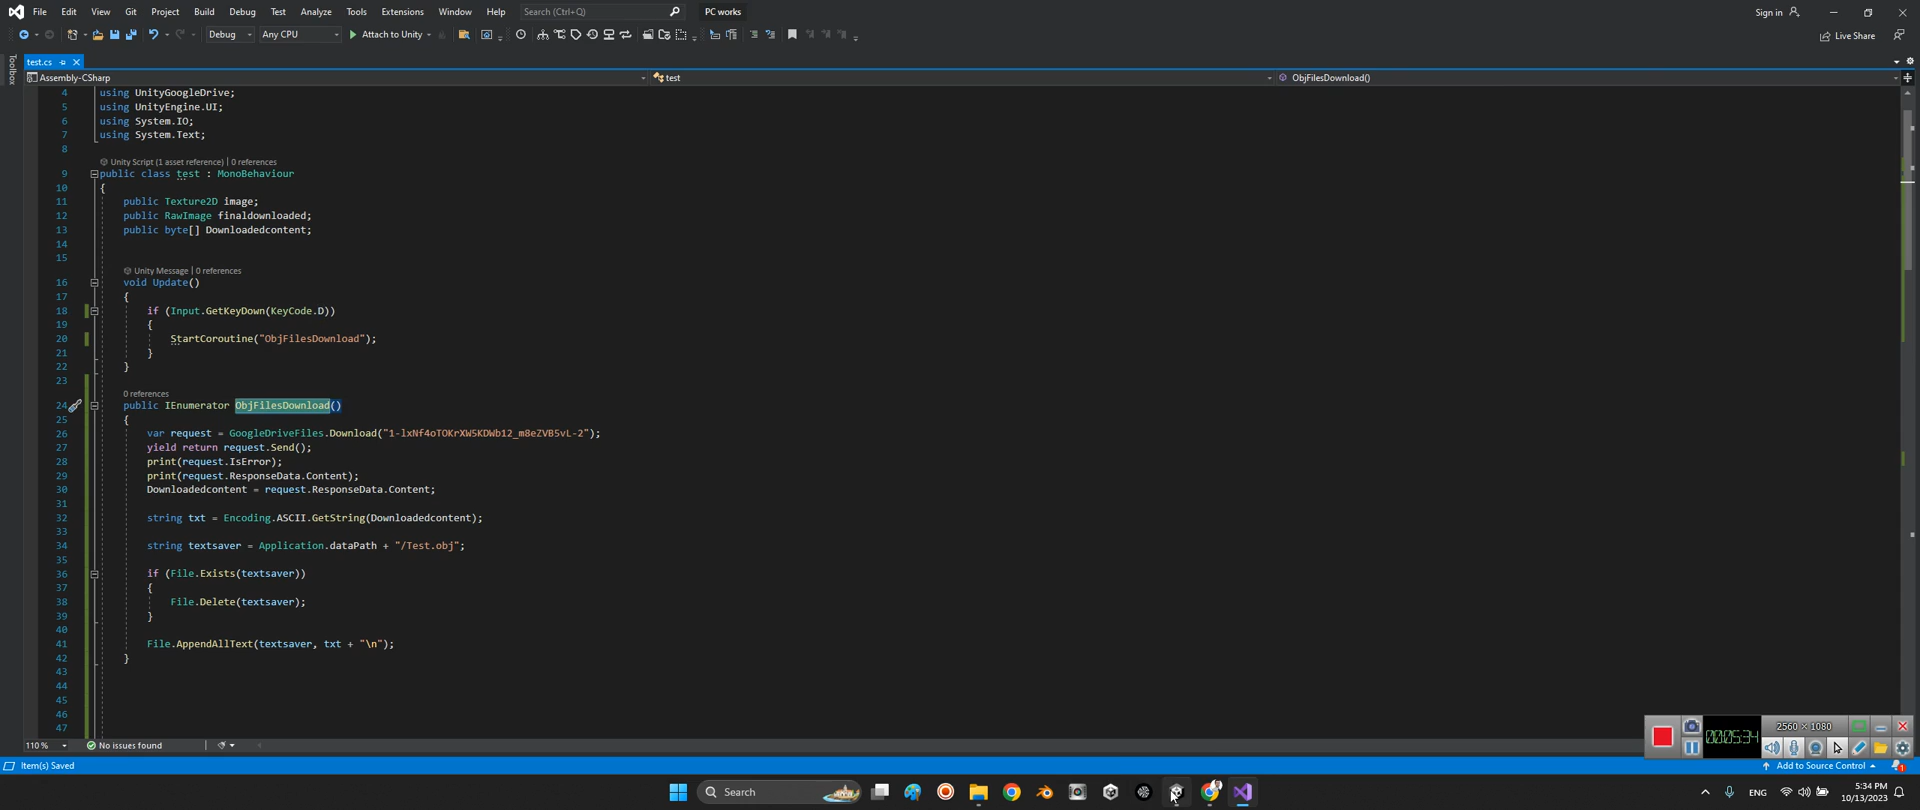 File Edit View Git Project Build Debug Test Analyze Tools Extensions Window Help Search (Ctrl+Q) PC works Sign in
Debug Any CPU Attach to Unity Live Share
Toolbox
test.cs
Assembly-CSharp test ObjFilesDownload()
4 using UnityGoogleDrive;
5 using UnityEngine.UI;
6 using System.IO;
7 using System.Text;
8
Unity Script (1 asset reference) | 0 references
9 public class test : MonoBehaviour
10 {
11 public Texture2D image;
12 public RawImage finaldownloaded;
13 public byte[] Downloadedcontent;
14
15
Unity Message | 0 references
16 void Update()
17 {
18 if (Input.GetKeyDown(KeyCode.D))
19 {
20 StartCoroutine("ObjFilesDownload");
21 }
22 }
23
0 references
24 public IEnumerator ObjFilesDownload()
25 {
26 var request = GoogleDriveFiles.Download("1-lxNf4oTOKrXW5KDWb12_m8eZVB5vL-2");
27 yield return request.Send();
28 print(request.IsError);
29 print(request.ResponseData.Content);
30 Downloadedcontent = request.ResponseData.Content;
31
32 string txt = Encoding.ASCII.GetString(Downloadedcontent);
33
34 string textsaver = Application.dataPath + "/Test.obj";
35
36 if (File.Exists(textsaver))
37 {
38 File.Delete(textsaver);
39 }
40
41 File.AppendAllText(textsaver, txt + "\n");
42 }
43
44
45
46
47
110 % No issues found
2560 × 1080
00:05:34
Item(s) Saved Add to Source Control 1
Search ENG 5:34 PM
10/13/2023